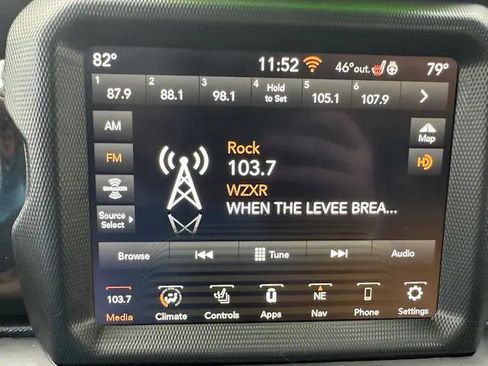 82° 11:52 46°out. 79°
1 2 3 4 5 6
87.9 88.1 98.1 Hold to Set 105.1 107.9
AM
Map
FM
HD
Rock
103.7
WZXR
WHEN THE LEVEE BREA...
SiriusXM
Source
Select
Browse Tune Audio
103.7 NE
Media Climate Controls Apps Nav Phone Settings